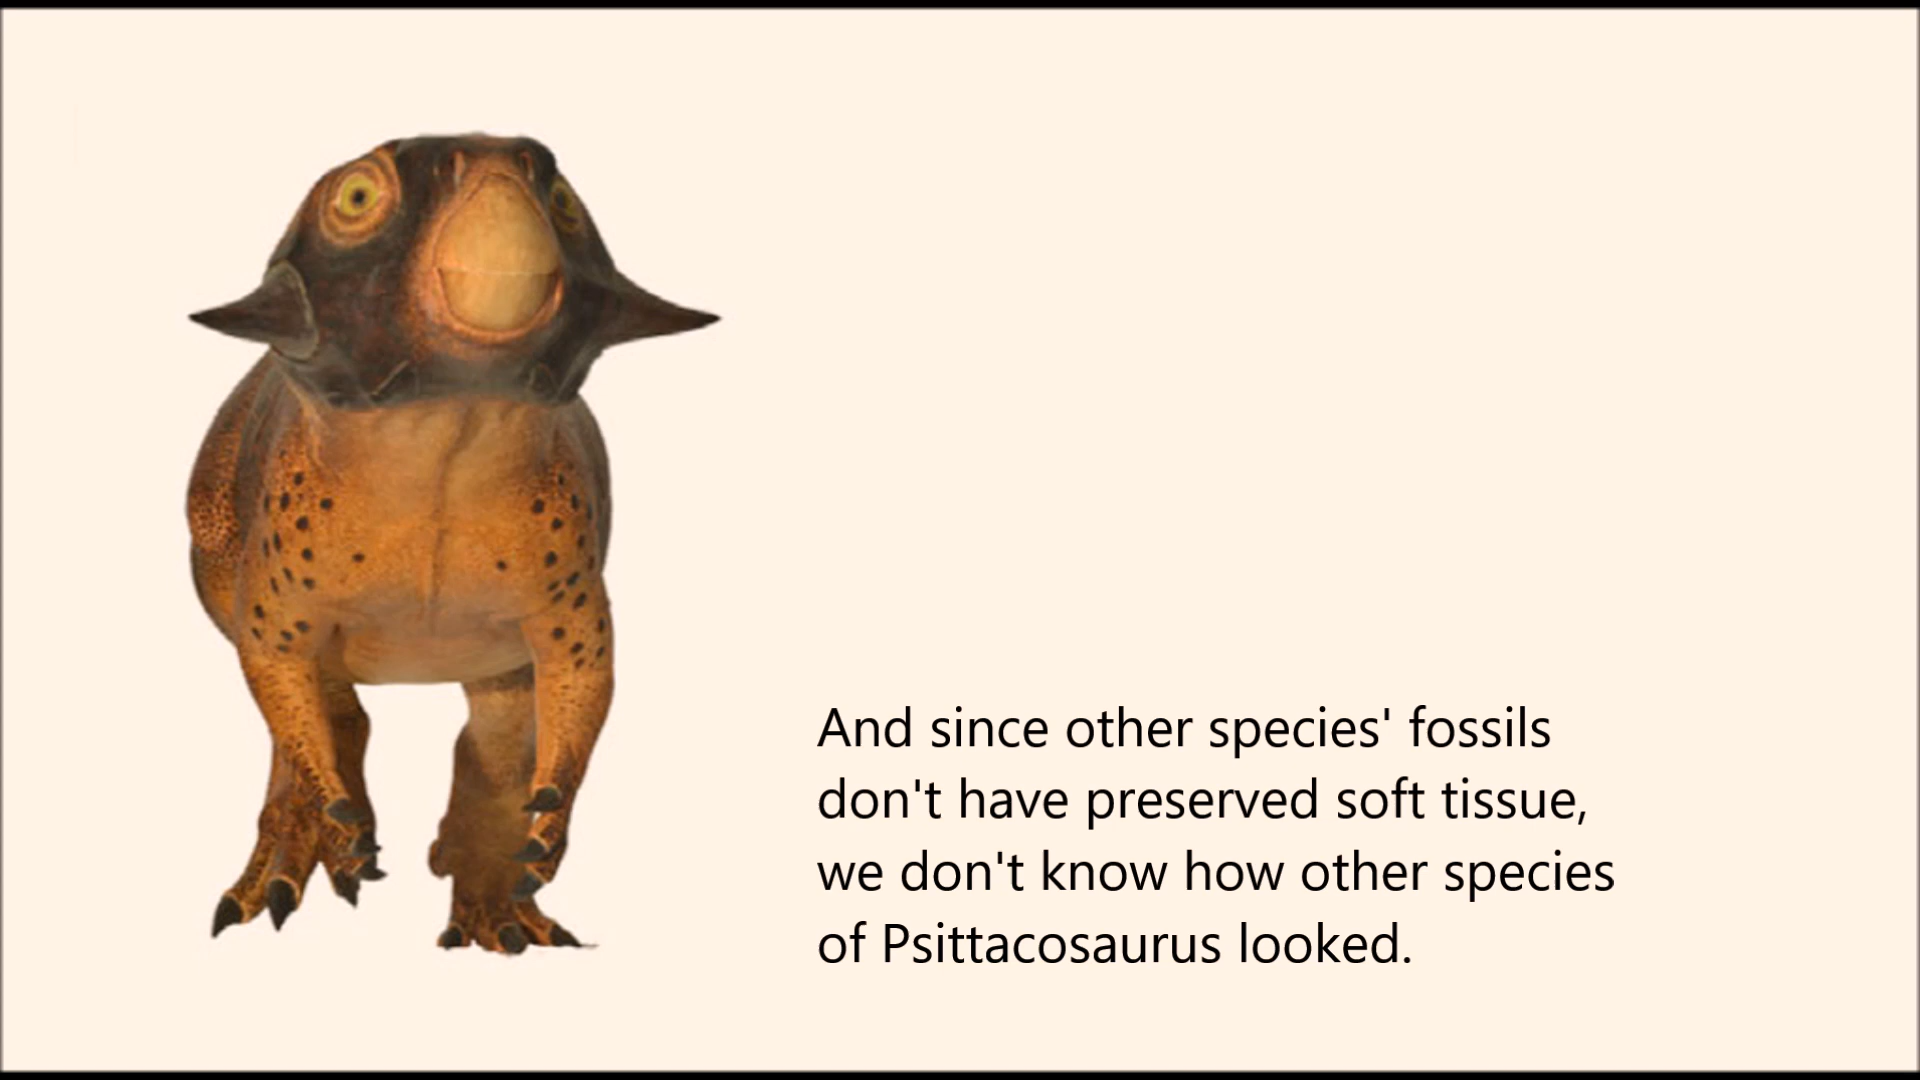 And since other species' fossils
don't have preserved soft tissue,
we don't know how other species
of Psittacosaurus looked.